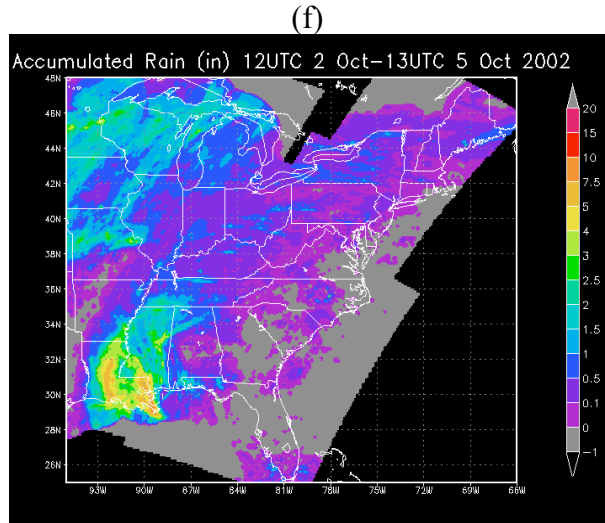 (f)
Accumulated Rain (in) 12UTC 2 Oct-13UTC 5 Oct 2002
48N
46N
44N
42N
40N
38N
36N
34N
32N
30N
28N
26N
93W 90W 87W 84W 81W 78W 75W 72W 69W 66W
20
15
10
7.5
5
4
3
2.5
2
1.5
1
0.5
0.1
0
-1